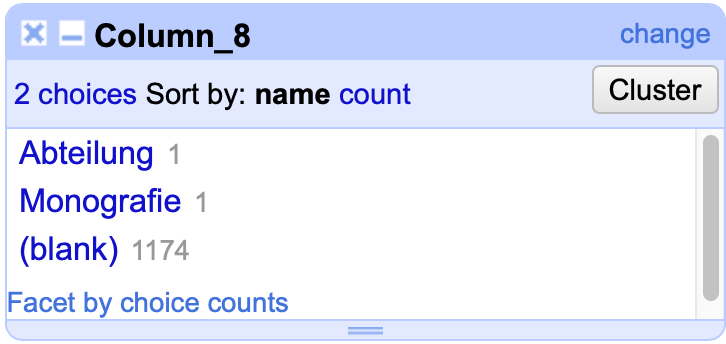 Column_8 change
2 choices Sort by: name count Cluster
Abteilung 1
Monografie 1
(blank) 1174
Facet by choice counts